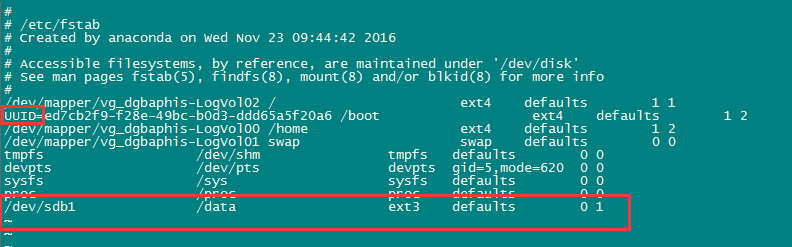 #
# /etc/fstab
# Created by anaconda on Wed Nov 23 09:44:42 2016
#
# Accessible filesystems, by reference, are maintained under '/dev/disk'
# See man pages fstab(5), findfs(8), mount(8) and/or blkid(8) for more info
#
/dev/mapper/vg_dgbaphis-LogVol02 / ext4 defaults 1 1
UUID=ed7cb2f9-f28e-49bc-b0d3-ddd65a5f20a6 /boot ext4 defaults 1 2
/dev/mapper/vg_dgbaphis-LogVol00 /home ext4 defaults 1 2
/dev/mapper/vg_dgbaphis-LogVol01 swap swap defaults 0 0
tmpfs /dev/shm tmpfs defaults 0 0
devpts /dev/pts devpts gid=5,mode=620 0 0
sysfs /sys sysfs defaults 0 0
proc /proc proc defaults 0 0
/dev/sdb1 /data ext3 defaults 0 1
~
~
~